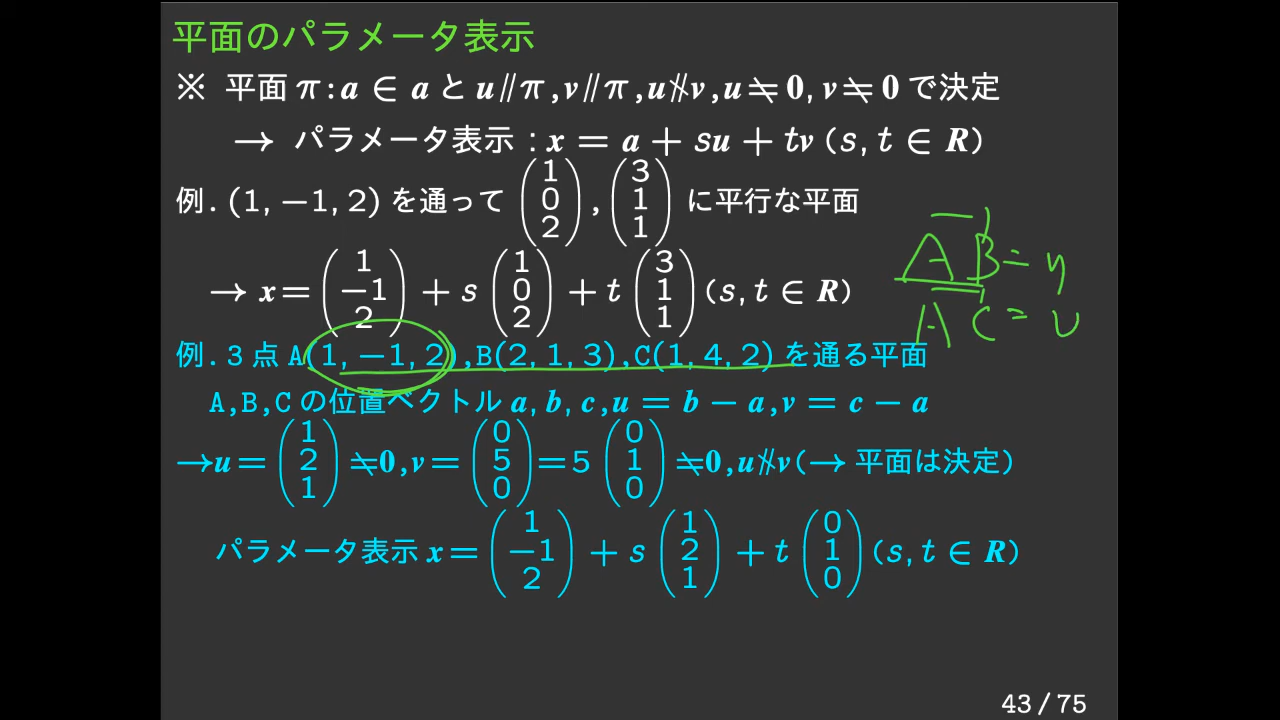 平面のパラメータ表示
※ 平面 π:a ∈ a と u∥π,v∥π,u∦v,u≒0,v≒0 で決定
→ パラメータ表示:x = a + su + tv (s, t ∈ R)
例.(1,−1,2) を通って (1 0 2),(3 1 1) に平行な平面
→ x=(1 −1 2) + s(1 0 2) + t(3 1 1)(s, t ∈ R)
AB= u
AC= v
例.3 点 A(1,−1,2),B(2,1,3),C(1,4,2) を通る平面
A,B,C の位置ベクトル a, b, c,u = b − a,v = c − a
→u=(1 2 1)≠0,v=(0 5 0)=5(0 1 0)≠0,u∦v(→ 平面は決定)
パラメータ表示 x=(1 −1 2) + s(1 2 1) + t(0 1 0)(s, t ∈ R)
43/75